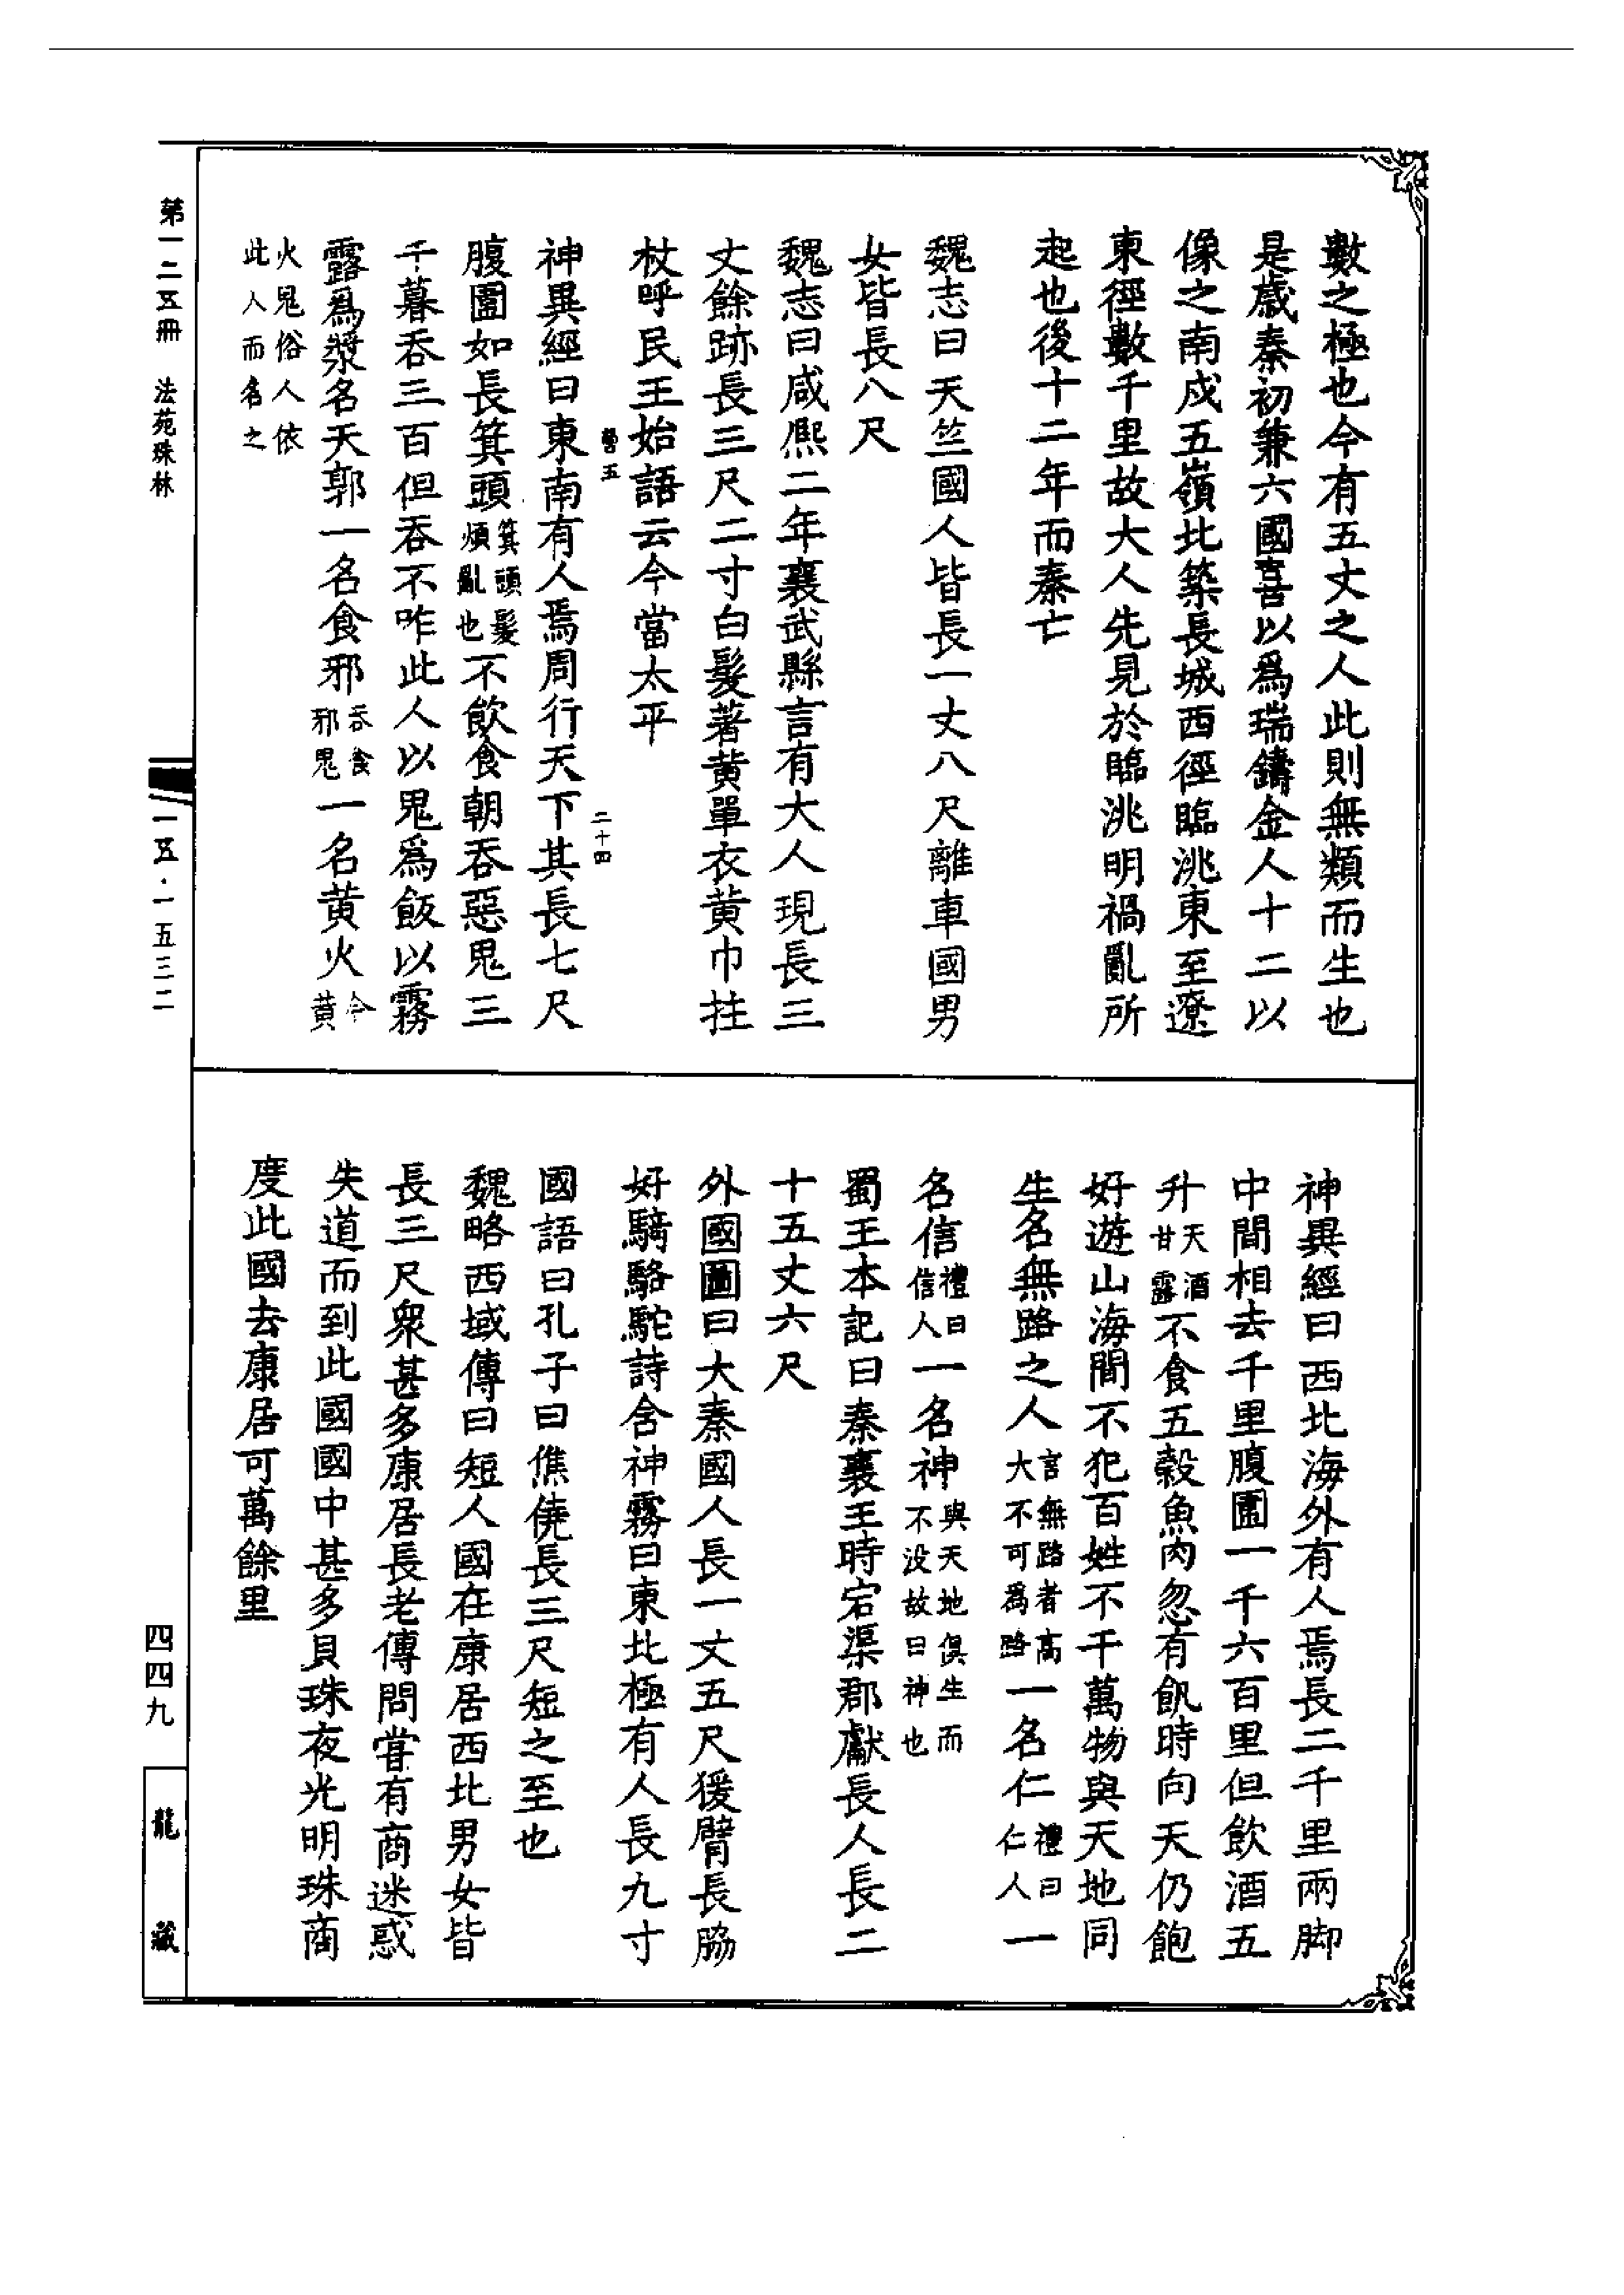 數之極也今有五丈之人此則無類而生也
是歲秦初兼六國喜以爲瑞鑄金人十二以
像之南戍五嶺北築長城西徑臨洮東至遼
東徑數千里故大人先見於臨洮明禍亂所
起也後十二年而秦亡
魏志曰天竺國人皆長一丈八尺離車國男
女皆長八尺
魏志曰咸熈二年襄武縣言有大人現長三
丈餘跡長三尺二寸白髮著黄單衣黄巾拄
杖呼民王始語云今當太平
二十四
神異經曰東南有人焉周行天下其長七尺
腹圍如長箕頭箕頭髮煩亂也不飲食朝吞惡鬼三
千暮吞三百但吞不咋此人以鬼爲飯以霧
露爲漿名天郭一名食邪吞食邪鬼一名黄火今黄
火鬼俗人依此人而名之
神異經曰西北海外有人焉長二千里兩脚
中間相去千里腹圍一千六百里但飲酒五
升天酒甘露不食五穀魚肉忽有飢時向天仍飽
好遊山海間不犯百姓不干萬物與天地同
生名無路之人言無路者高大不可爲路一名仁禮曰仁人一
名信禮曰信人一名神與天地俱生而不没故曰神也
蜀王本記曰秦襄王時宕渠郡獻長人長二
十五丈六尺
外國圖曰大秦國人長一丈五尺猨臂長脇
好騎駱駝詩含神霧曰東北極有人長九寸
國語曰孔子曰僬僥長三尺短之至也
魏略西域傳曰短人國在康居西北男女皆
長三尺衆甚多康居長老傳問甞有商迷惑
失道而到此國國中甚多貝珠夜光明珠商
度此國去康居可萬餘里
第一二五冊 法苑珠林
一五·一五三二
四四九
龍藏